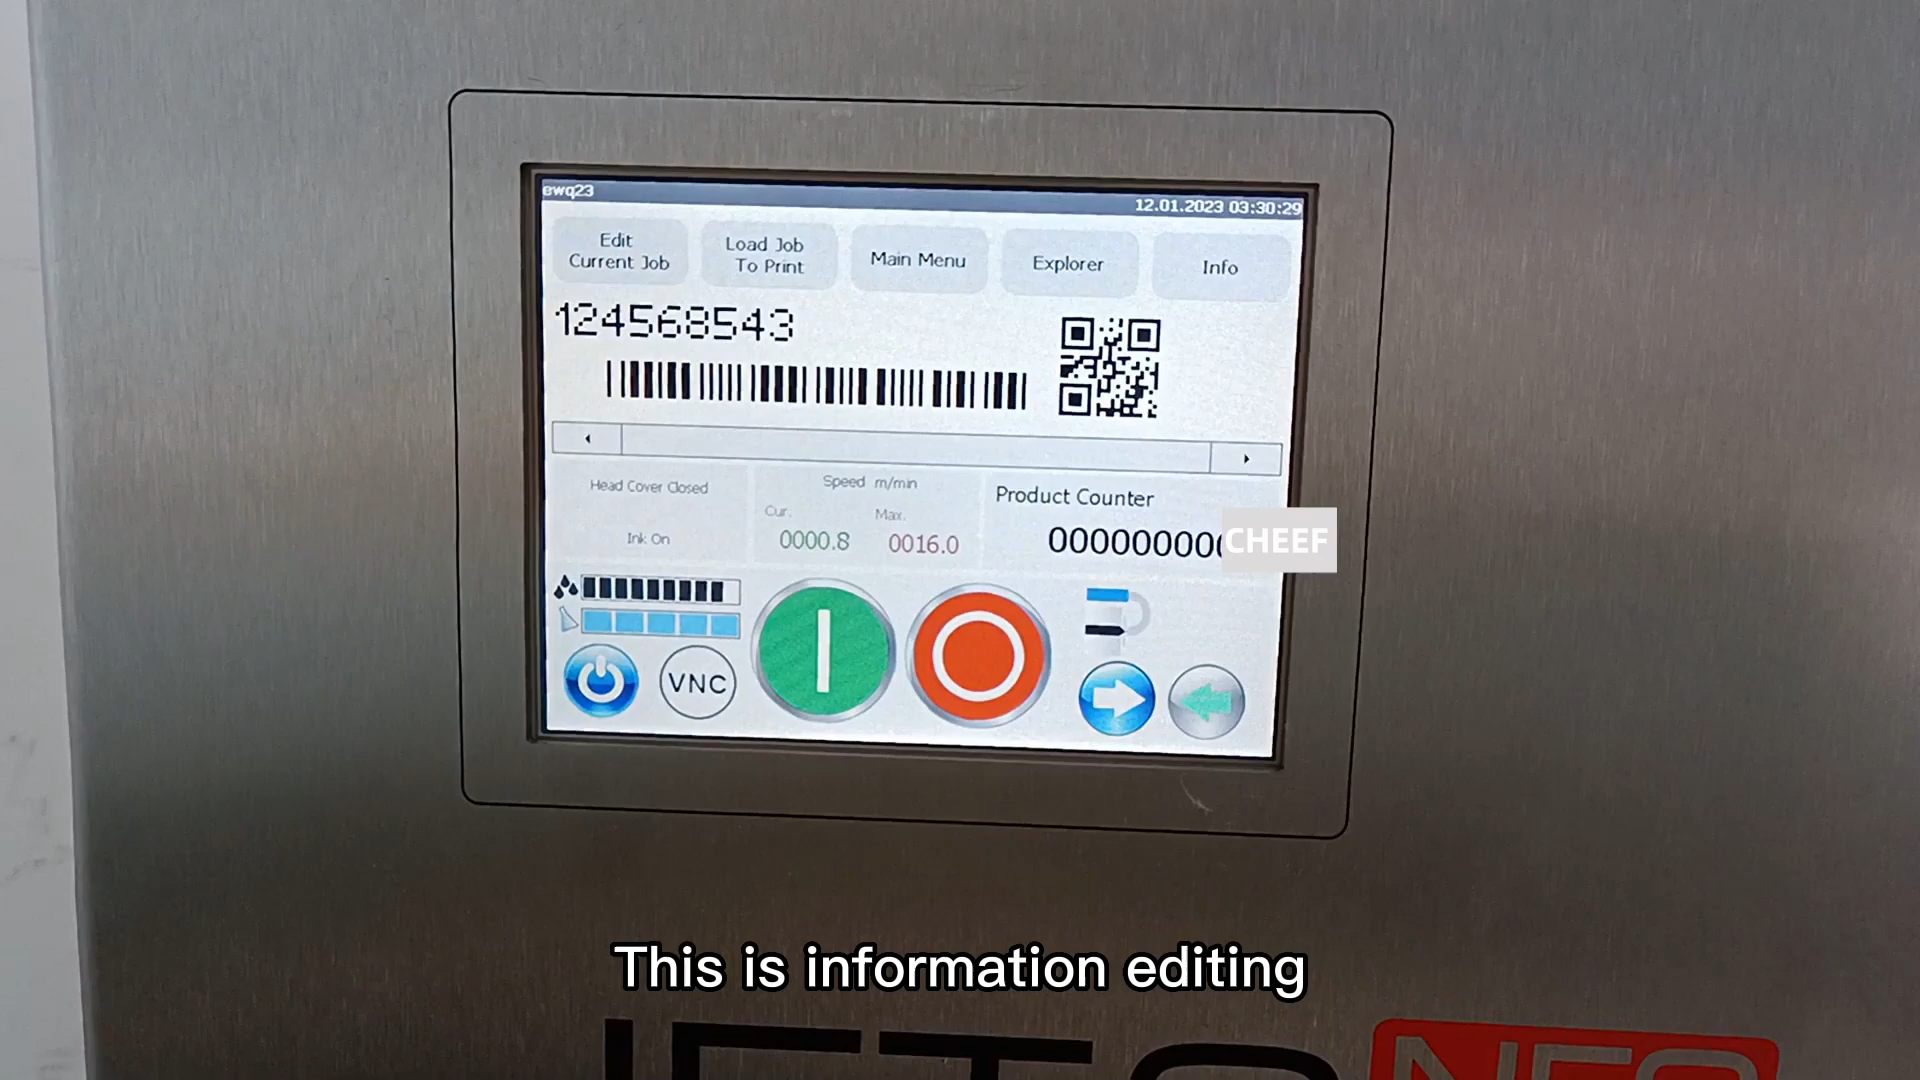 ewq23
12.01.2023 03:30:29
Edit
Current Job
Load Job
To Print
Main Menu
Explorer
Info
124568543
Head Cover Closed
Ink On
Speed m/min
Cur.
Max.
0000.8
0016.0
Product Counter
000000000
CHEEF
VNC
This is information editing